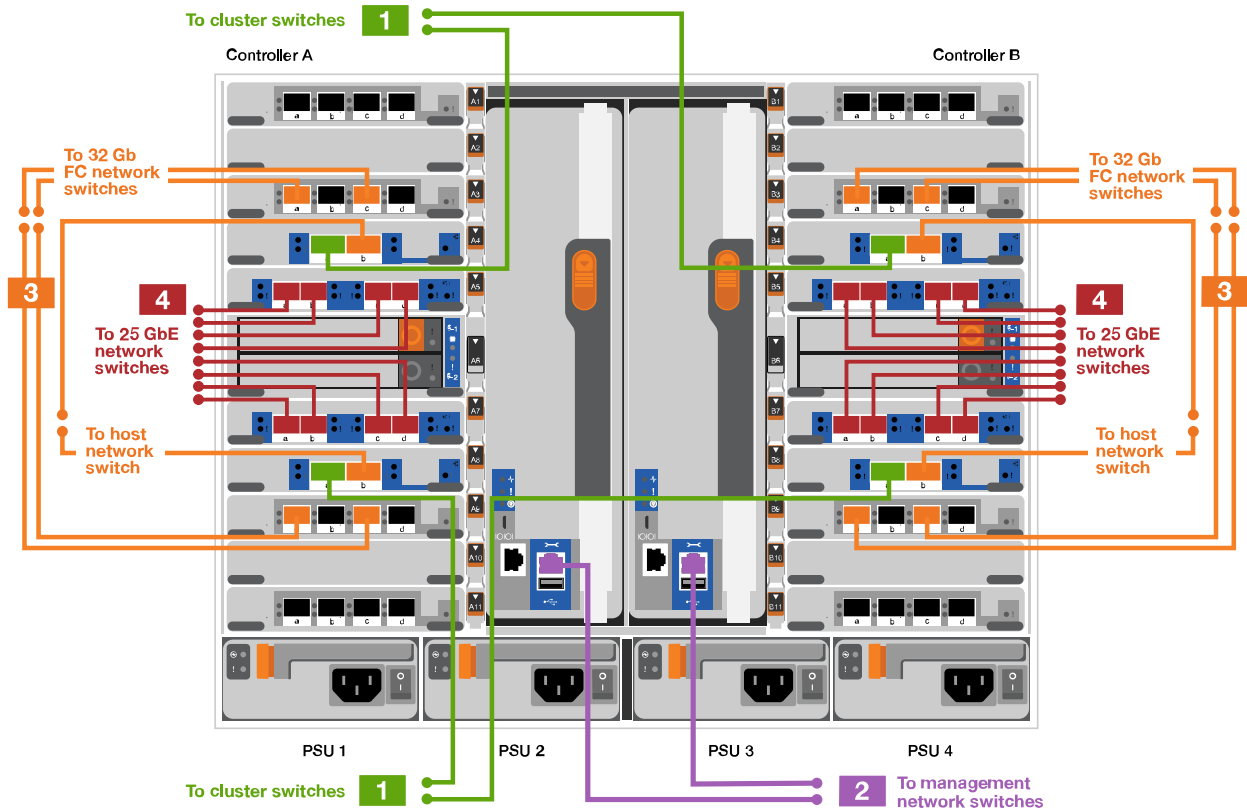 To cluster switches 1
Controller A
Controller B
a b c d
A1
B1
a b c d
A2
B2
To 32 Gb
FC network
switches
To 32 Gb
FC network
switches
a b c d
A3
B3
a b c d
A4
B4
b
b
3
4
A5
B5
4
3
To 25 GbE
network
switches
To 25 GbE
network
switches
A6
B6
A7
B7
a b c d
a b c d
To host
network
switch
To host
network
switch
A8
B8
b
b
A9
B9
a b c d
a b c d
IOIOI
IOIOI
A10
B10
A11
B11
a b c d
a b c d
PSU 1
PSU 2
PSU 3
PSU 4
To cluster switches 1
2 To management
network switches